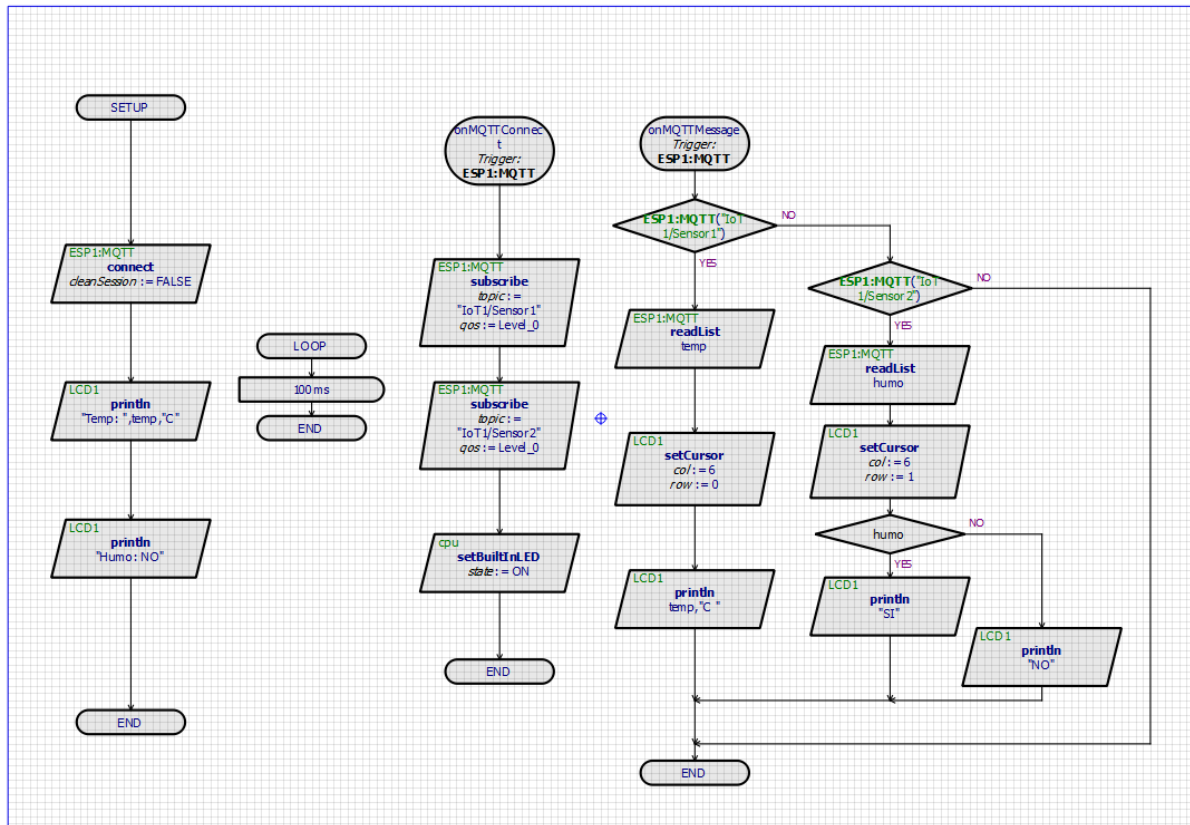 SETUP
ESP1:MQTT
connect
cleanSession := FALSE
LCD1
println
"Temp: ",temp,"C"
LCD1
println
"Humo: NO"
END
LOOP
100 ms
END
onMQTTConnec
t
Trigger:
ESP1:MQTT
ESP1:MQTT
subscribe
topic :=
"IoT1/Sensor1"
qos := Level_0
ESP1:MQTT
subscribe
topic :=
"IoT1/Sensor2"
qos := Level_0
cpu
setBuiltInLED
state := ON
END
onMQTTMessage
Trigger:
ESP1:MQTT
ESP1:MQTT("IoT
1/Sensor1")
NO
YES
ESP1:MQTT
readList
temp
LCD1
setCursor
col := 6
row := 0
LCD1
println
temp,"C "
ESP1:MQTT("IoT
1/Sensor2")
NO
YES
ESP1:MQTT
readList
humo
LCD1
setCursor
col := 6
row := 1
humo
NO
YES
LCD1
println
"SI"
LCD1
println
"NO"
END